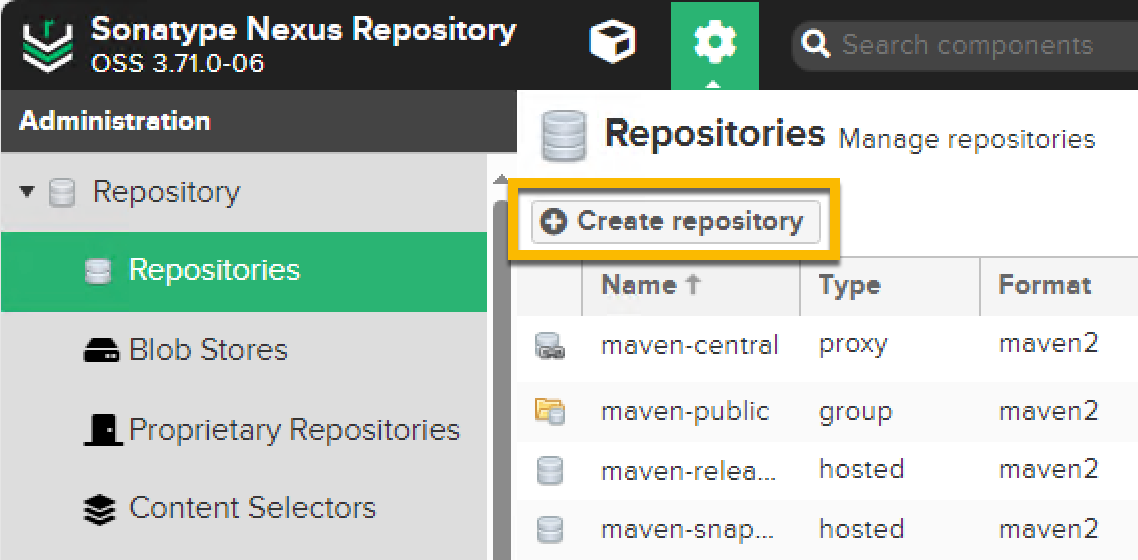 Sonatype Nexus Repository
OSS 3.71.0-06
Search components
Administration
Repositories Manage repositories
Repository
Create repository
Repositories
Blob Stores
Proprietary Repositories
Content Selectors
Name Type Format
maven-central proxy maven2
maven-public group maven2
maven-relea... hosted maven2
maven-snap... hosted maven2